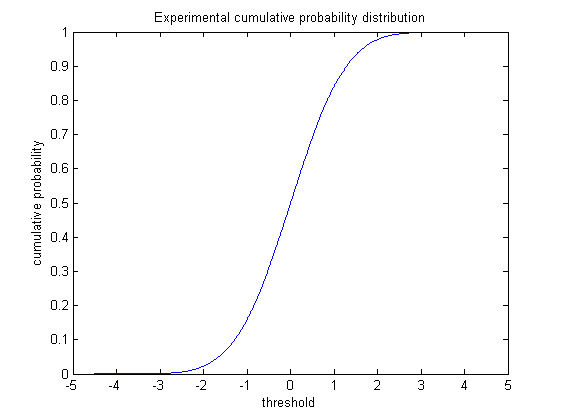 Experimental cumulative probability distribution
1
0.9
0.8
0.7
0.6
0.5
0.4
0.3
0.2
0.1
0
cumulative probability
-5 -4 -3 -2 -1 0 1 2 3 4 5
threshold